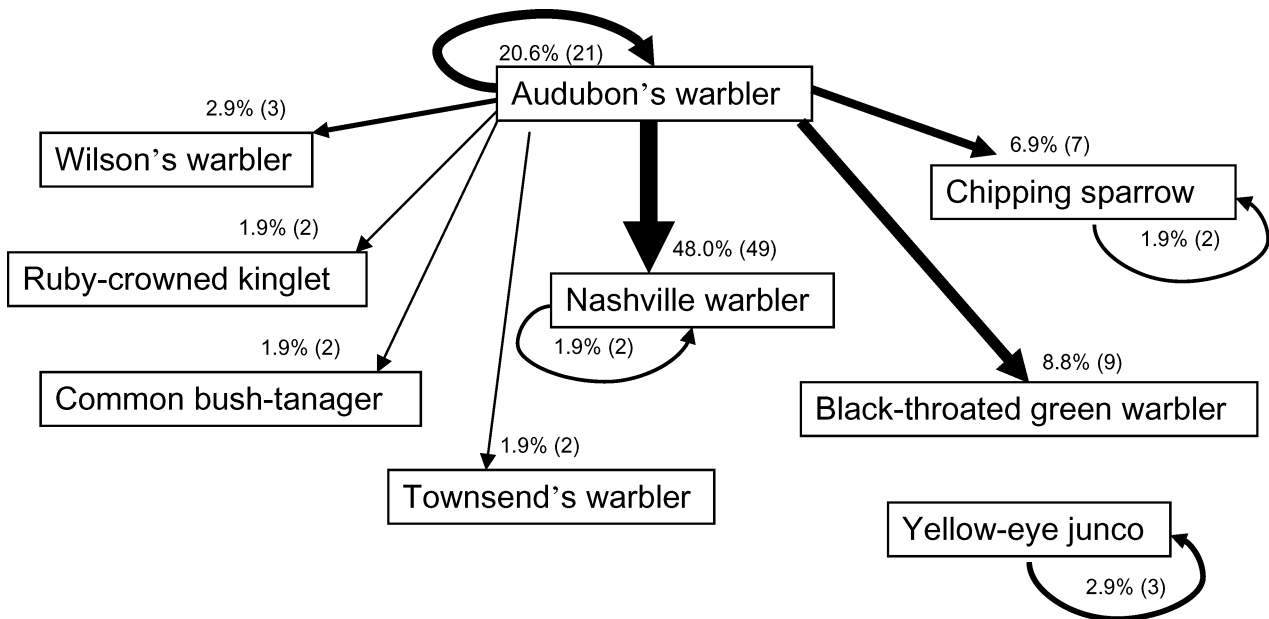 20.6% (21)
Audubon’s warbler
2.9% (3)
Wilson’s warbler
6.9% (7)
Chipping sparrow
1.9% (2)
1.9% (2)
Ruby-crowned kinglet
48.0% (49)
Nashville warbler
1.9% (2)
1.9% (2)
Common bush-tanager
8.8% (9)
Black-throated green warbler
1.9% (2)
Townsend’s warbler
Yellow-eye junco
2.9% (3)